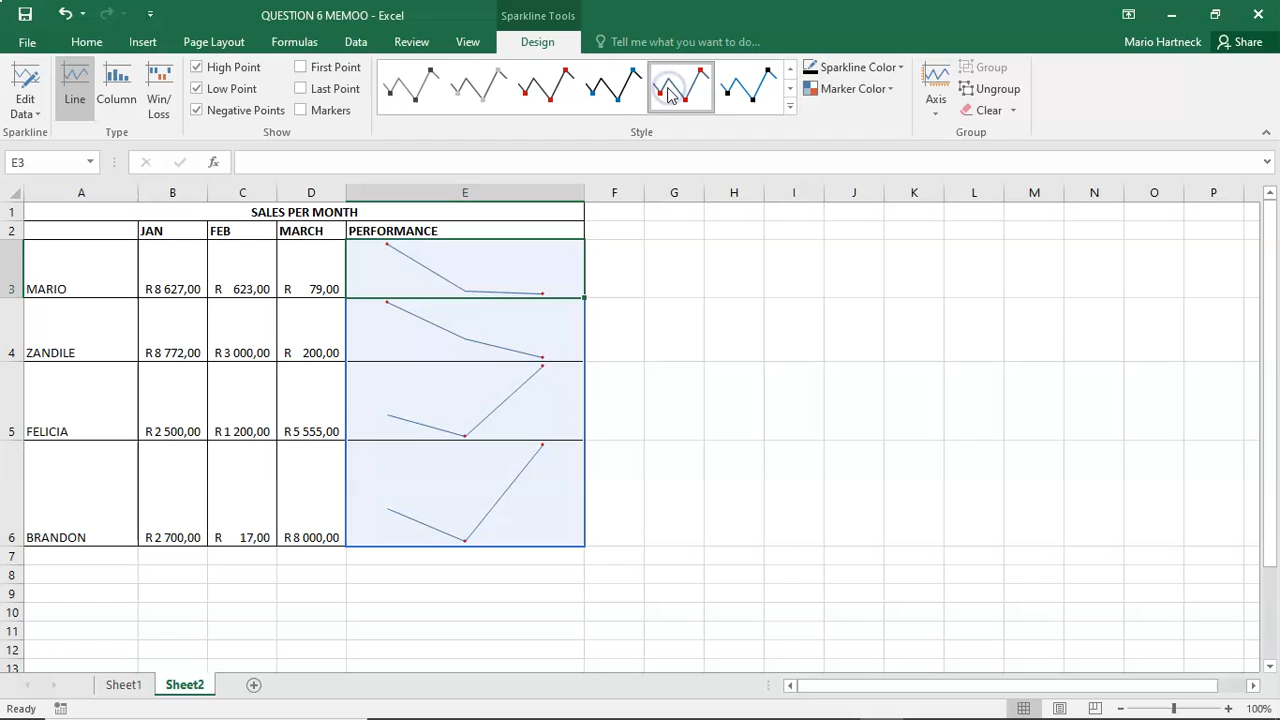 QUESTION 6 MEMOO - Excel
Sparkline Tools
File Home Insert Page Layout Formulas Data Review View Design Tell me what you want to do... Mario Hartneck Share
Edit Data
Sparkline
Line Column Win/Loss
Type
High Point First Point
Low Point Last Point
Negative Points Markers
Show
Style
Sparkline Color
Marker Color
Axis
Group
Ungroup
Clear
Group
E3 fx
A B C D E F G H I J K L M N O P
1 SALES PER MONTH
2 JAN FEB MARCH PERFORMANCE
3 MARIO R 8 627,00 R 623,00 R 79,00
4 ZANDILE R 8 772,00 R 3 000,00 R 200,00
5 FELICIA R 2 500,00 R 1 200,00 R 5 555,00
6 BRANDON R 2 700,00 R 17,00 R 8 000,00
7
8
9
10
11
12
13
Sheet1 Sheet2
Ready 100%